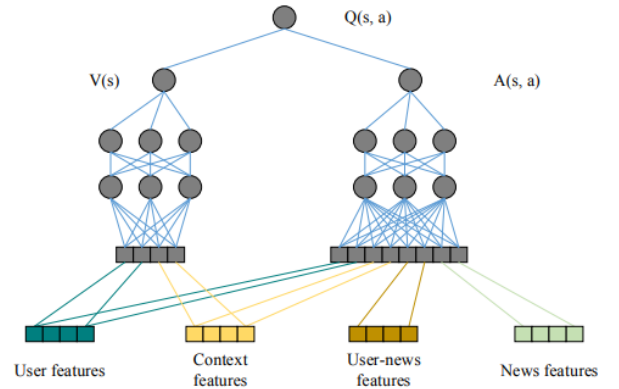 Q(s, a)
V(s)
A(s, a)
User features
Context
features
User-news
features
News features